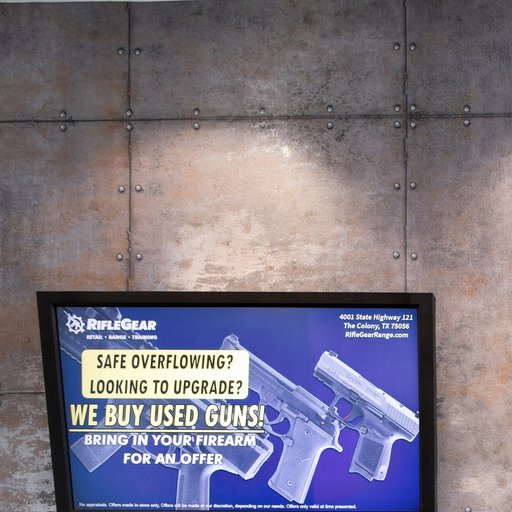 RIFLEGEAR
RETAIL • RANGE • TRAINING
4001 State Highway 121
The Colony, TX 75056
RifleGearRange.com
SAFE OVERFLOWING?
LOOKING TO UPGRADE?
WE BUY USED GUNS!
BRING IN YOUR FIREARM
FOR AN OFFER
No appraisals. Offers made in-store only. Offers will be made at our discretion, depending on our needs. Offers only valid at time presented.